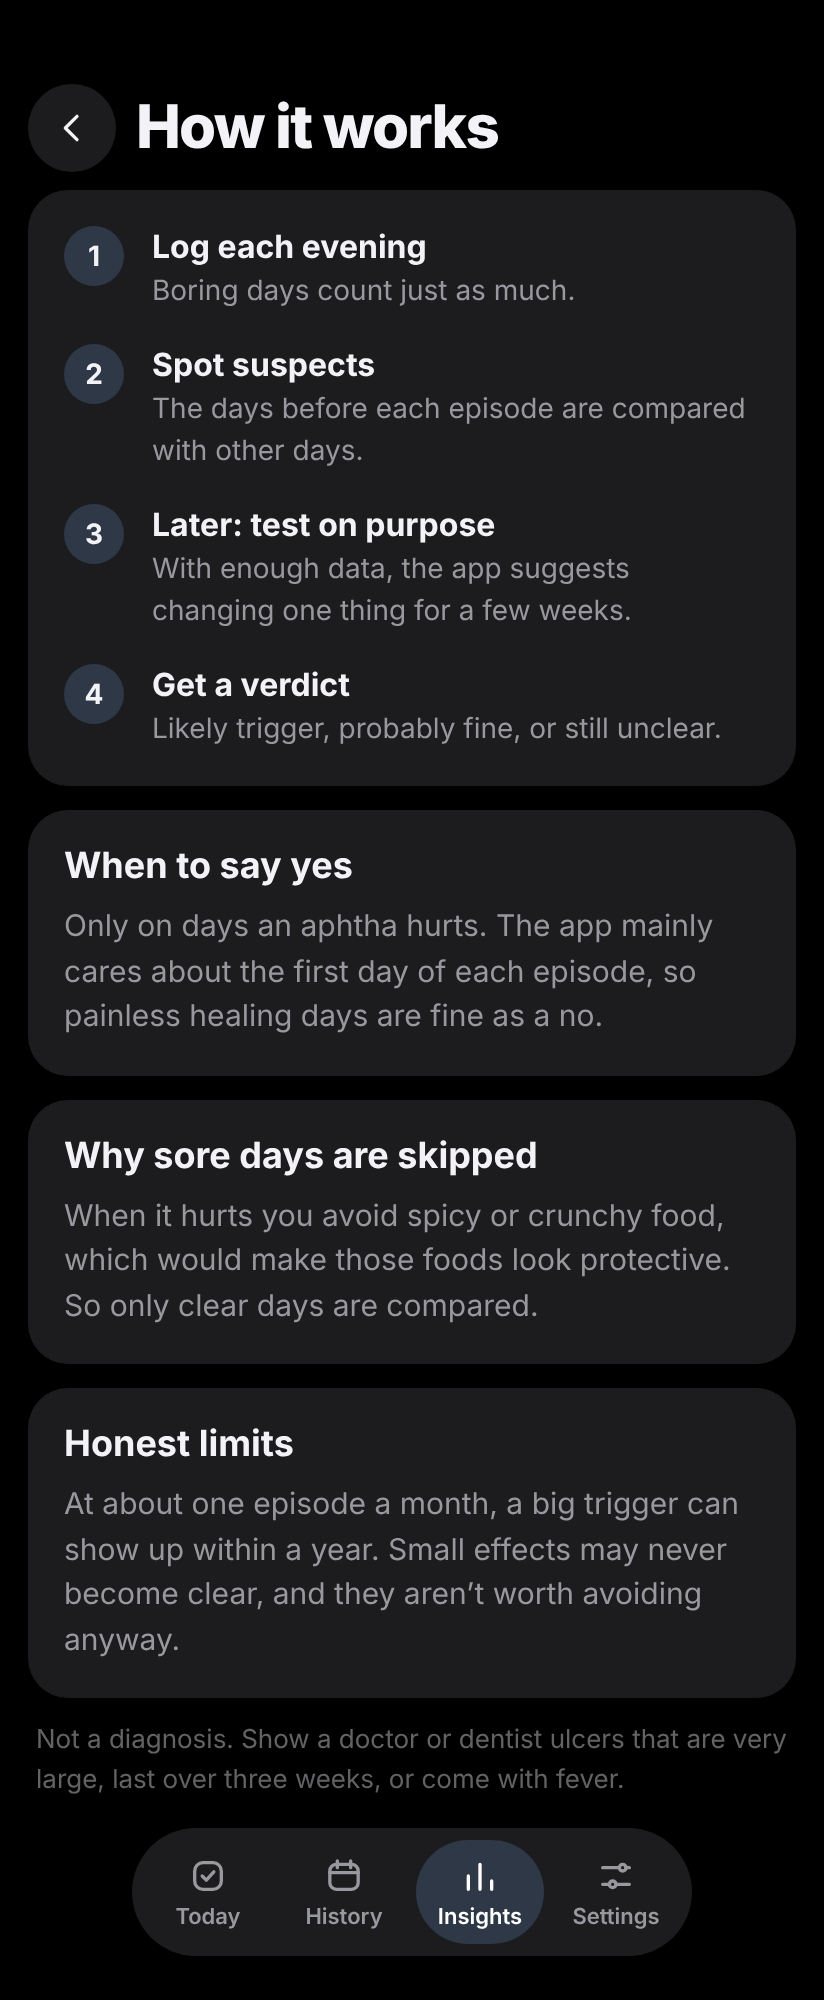 How it works
1
Log each evening
Boring days count just as much.
2
Spot suspects
The days before each episode are compared
with other days.
3
Later: test on purpose
With enough data, the app suggests
changing one thing for a few weeks.
4
Get a verdict
Likely trigger, probably fine, or still unclear.
When to say yes
Only on days an aphtha hurts. The app mainly
cares about the first day of each episode, so
painless healing days are fine as a no.
Why sore days are skipped
When it hurts you avoid spicy or crunchy food,
which would make those foods look protective.
So only clear days are compared.
Honest limits
At about one episode a month, a big trigger can
show up within a year. Small effects may never
become clear, and they aren’t worth avoiding
anyway.
Not a diagnosis. Show a doctor or dentist ulcers that are very
large, last over three weeks, or come with fever.
Today History Insights Settings